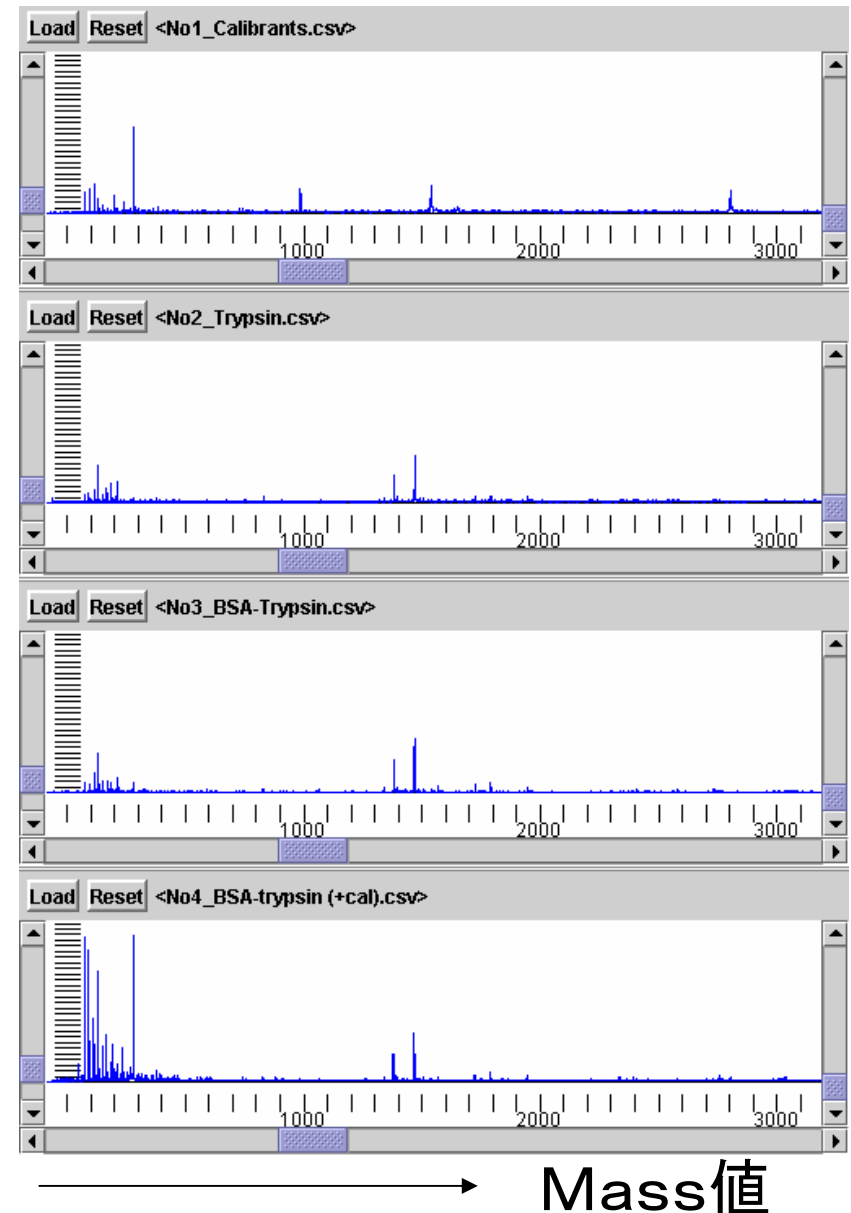 Load Reset <No1_Calibrants.csv>
1000 2000 3000
Load Reset <No2_Trypsin.csv>
1000 2000 3000
Load Reset <No3_BSA-Trypsin.csv>
1000 2000 3000
Load Reset <No4_BSA-trypsin (+cal).csv>
1000 2000 3000
Mass値